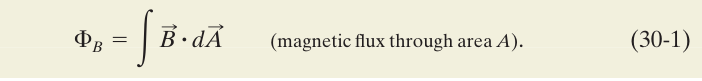 Φ_B = ∫ B⃗ · dA⃗ (magnetic flux through area A). (30-1)